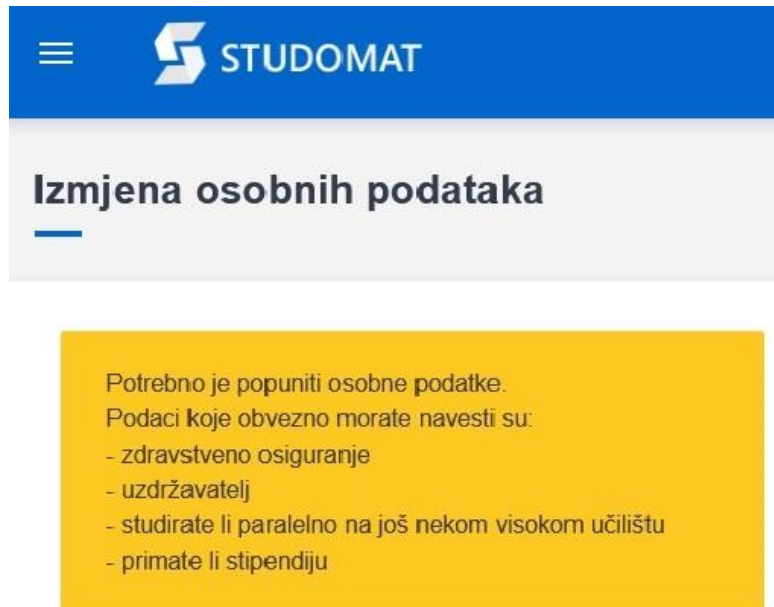 STUDOMAT
Izmjena osobnih podataka
Potrebno je popuniti osobne podatke.
Podaci koje obvezno morate navesti su:
- zdravstveno osiguranje
- uzdržavatelj
- studirate li paralelno na još nekom visokom učilištu
- primate li stipendiju